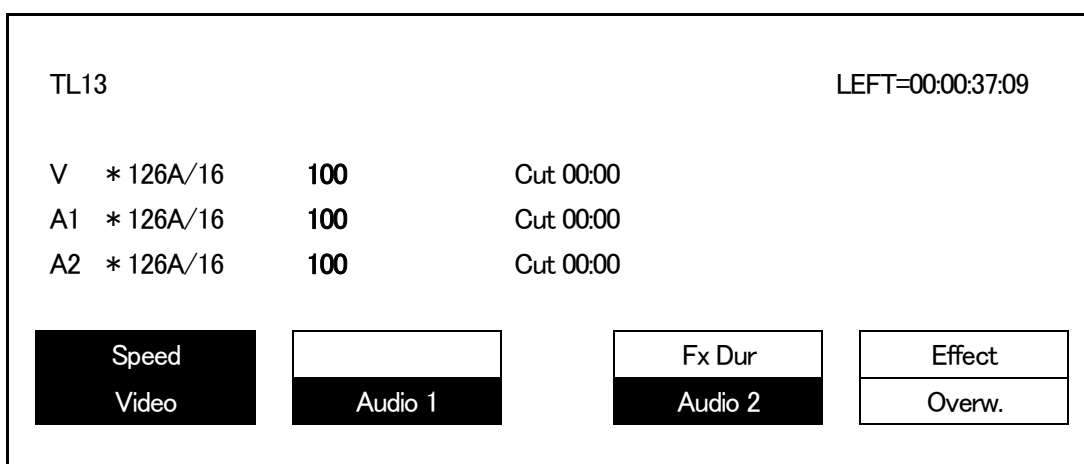 TL13 LEFT=00:00:37:09
V *126A/16 100 Cut 00:00
A1 *126A/16 100 Cut 00:00
A2 *126A/16 100 Cut 00:00
Speed Fx Dur Effect
Video Audio 1 Audio 2 Overw.